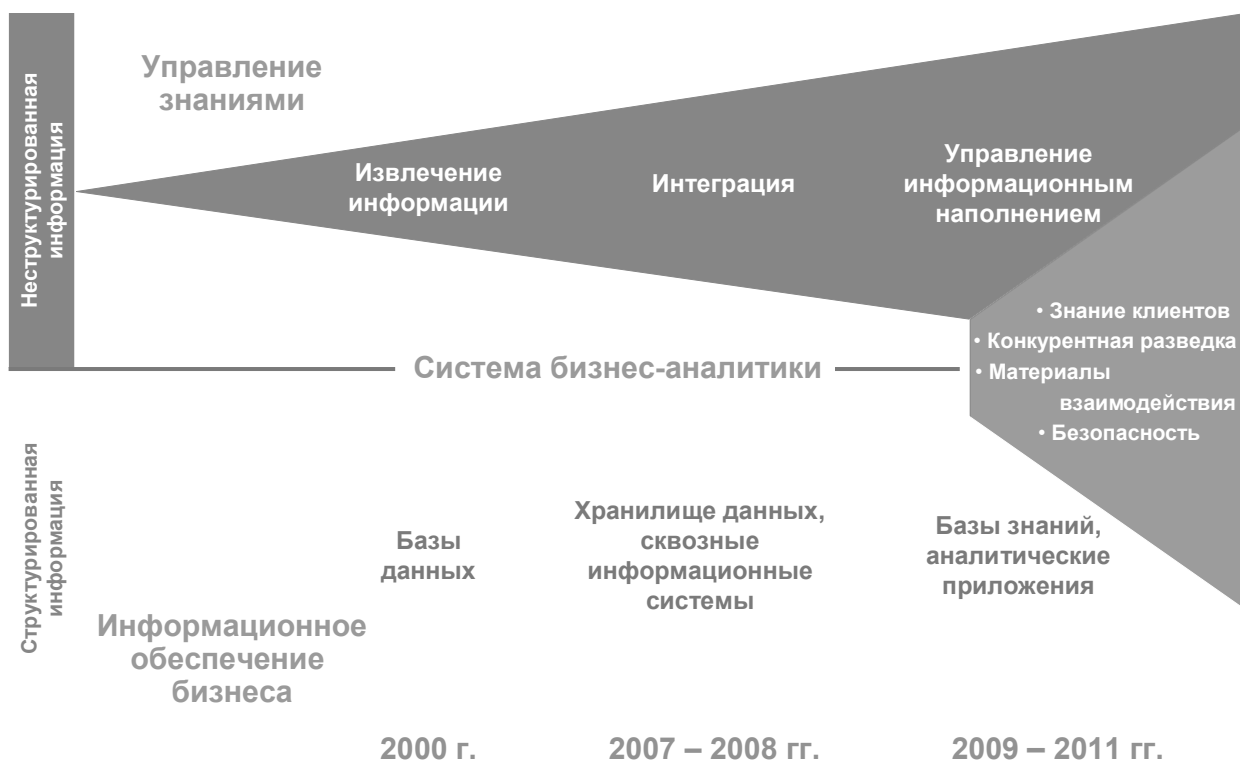 Неструктурированная
информация
Управление
знаниями
Извлечение
информации
Интеграция
Управление
информационным
наполнением
• Знание клиентов
• Конкурентная разведка
• Материалы
взаимодействия
• Безопасность
Система бизнес-аналитики
Структурированная
информация
Базы
данных
Хранилище данных,
сквозные
информационные
системы
Базы знаний,
аналитические
приложения
Информационное
обеспечение
бизнеса
2000 г.
2007 – 2008 гг.
2009 – 2011 гг.